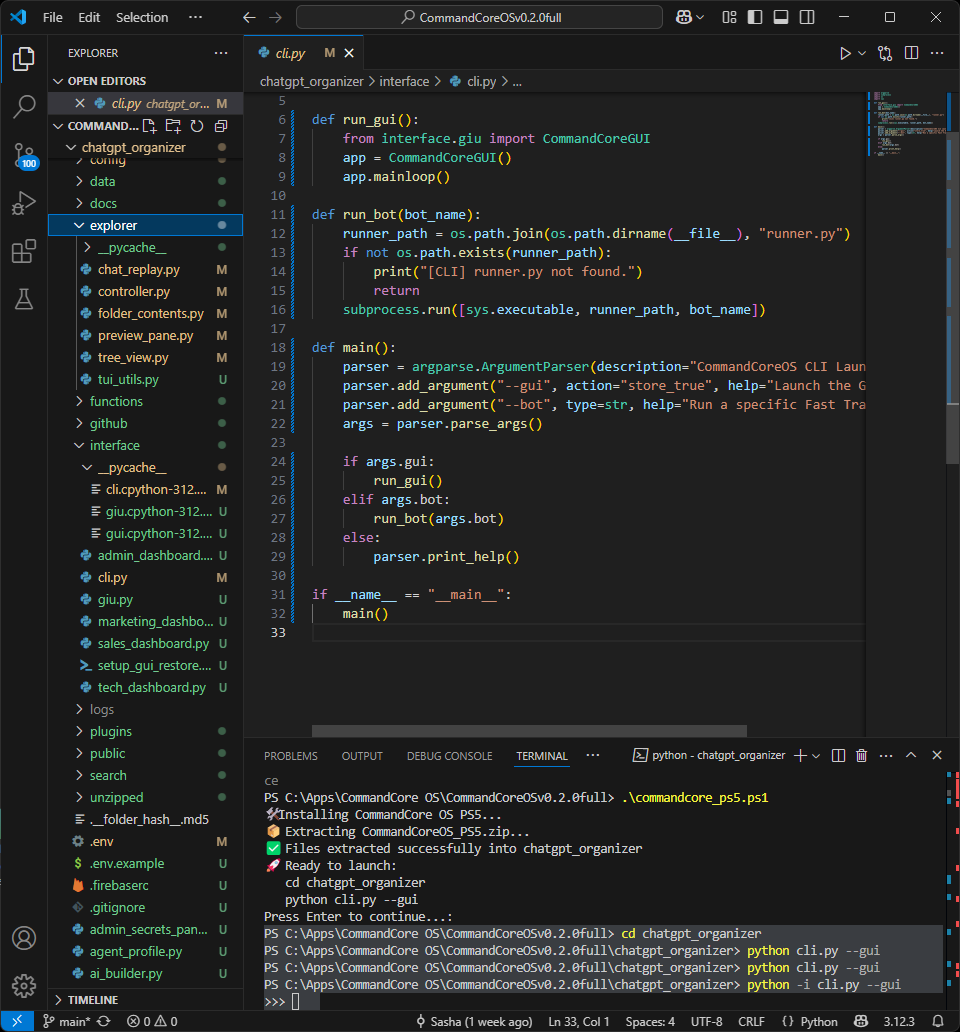 File Edit Selection ··· CommandCoreOSv0.2.0full
EXPLORER ···
OPEN EDITORS
cli.py chatgpt_or... M
COMMAND...
chatgpt_organizer
config
data
docs
explorer
__pycache__
chat_replay.py M
controller.py M
folder_contents.py M
preview_pane.py M
tree_view.py M
tui_utils.py U
functions
github
interface
__pycache__
cli.cpython-312.... M
giu.cpython-312.... U
gui.cpython-312.... U
admin_dashboard.... U
cli.py M
giu.py U
marketing_dashbo... U
sales_dashboard.py U
setup_gui_restore.... U
tech_dashboard.py U
logs
plugins
public
search
unzipped
.__folder_hash__.md5
.env M
.env.example U
.firebaserc U
.gitignore U
admin_secrets_pan... U
agent_profile.py U
ai_builder.py U
TIMELINE
100
cli.py M
chatgpt_organizer > interface > cli.py > ...
5
6 def run_gui():
7 from interface.giu import CommandCoreGUI
8 app = CommandCoreGUI()
9 app.mainloop()
10
11 def run_bot(bot_name):
12 runner_path = os.path.join(os.path.dirname(__file__), "runner.py")
13 if not os.path.exists(runner_path):
14 print("[CLI] runner.py not found.")
15 return
16 subprocess.run([sys.executable, runner_path, bot_name])
17
18 def main():
19 parser = argparse.ArgumentParser(description="CommandCoreOS CLI Laun
20 parser.add_argument("--gui", action="store_true", help="Launch the G
21 parser.add_argument("--bot", type=str, help="Run a specific Fast Tra
22 args = parser.parse_args()
23
24 if args.gui:
25 run_gui()
26 elif args.bot:
27 run_bot(args.bot)
28 else:
29 parser.print_help()
30
31 if __name__ == "__main__":
32 main()
33
PROBLEMS OUTPUT DEBUG CONSOLE TERMINAL ··· python - chatgpt_organizer
ce
PS C:\Apps\CommandCore OS\CommandCoreOSv0.2.0full> .\commandcore_ps5.ps1
🛠Installing CommandCore OS PS5...
📦 Extracting CommandCoreOS_PS5.zip...
✅ Files extracted successfully into chatgpt_organizer
🚀 Ready to launch:
cd chatgpt_organizer
python cli.py --gui
Press Enter to continue...:
PS C:\Apps\CommandCore OS\CommandCoreOSv0.2.0full> cd chatgpt_organizer
PS C:\Apps\CommandCore OS\CommandCoreOSv0.2.0full\chatgpt_organizer> python cli.py --gui
PS C:\Apps\CommandCore OS\CommandCoreOSv0.2.0full\chatgpt_organizer> python cli.py --gui
PS C:\Apps\CommandCore OS\CommandCoreOSv0.2.0full\chatgpt_organizer> python -i cli.py --gui
>>>
main* 0 0 Sasha (1 week ago) Ln 33, Col 1 Spaces: 4 UTF-8 CRLF {} Python 3.12.3